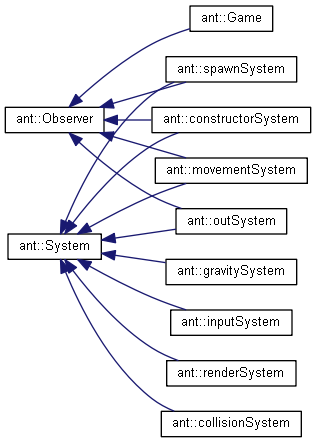 ant::Game
ant::spawnSystem
ant::Observer
ant::constructorSystem
ant::movementSystem
ant::outSystem
ant::System
ant::gravitySystem
ant::inputSystem
ant::renderSystem
ant::collisionSystem